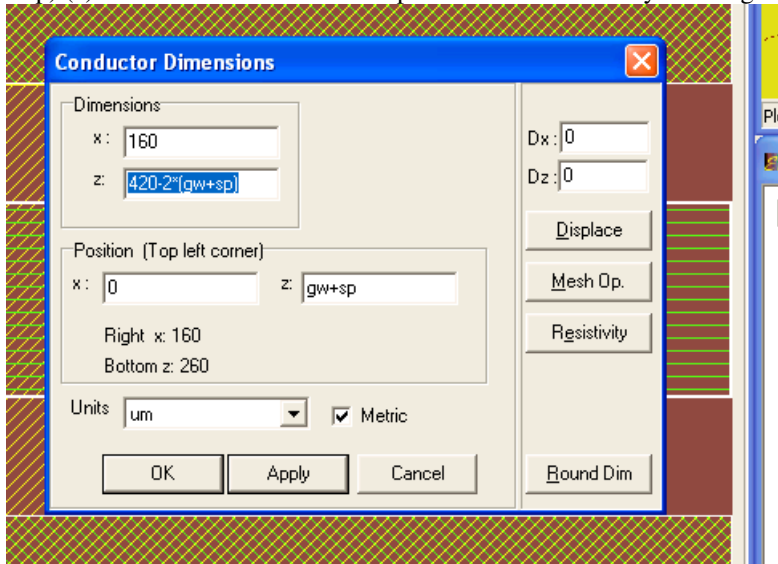 Conductor Dimensions
Dimensions
x : 160
z: 420-2*(gw+sp)
Position (Top left corner)
x : 0 z: gw+sp
Right x: 160
Bottom z: 260
Units um Metric
OK Apply Cancel
Dx : 0
Dz : 0
Displace
Mesh Op.
Resistivity
Round Dim